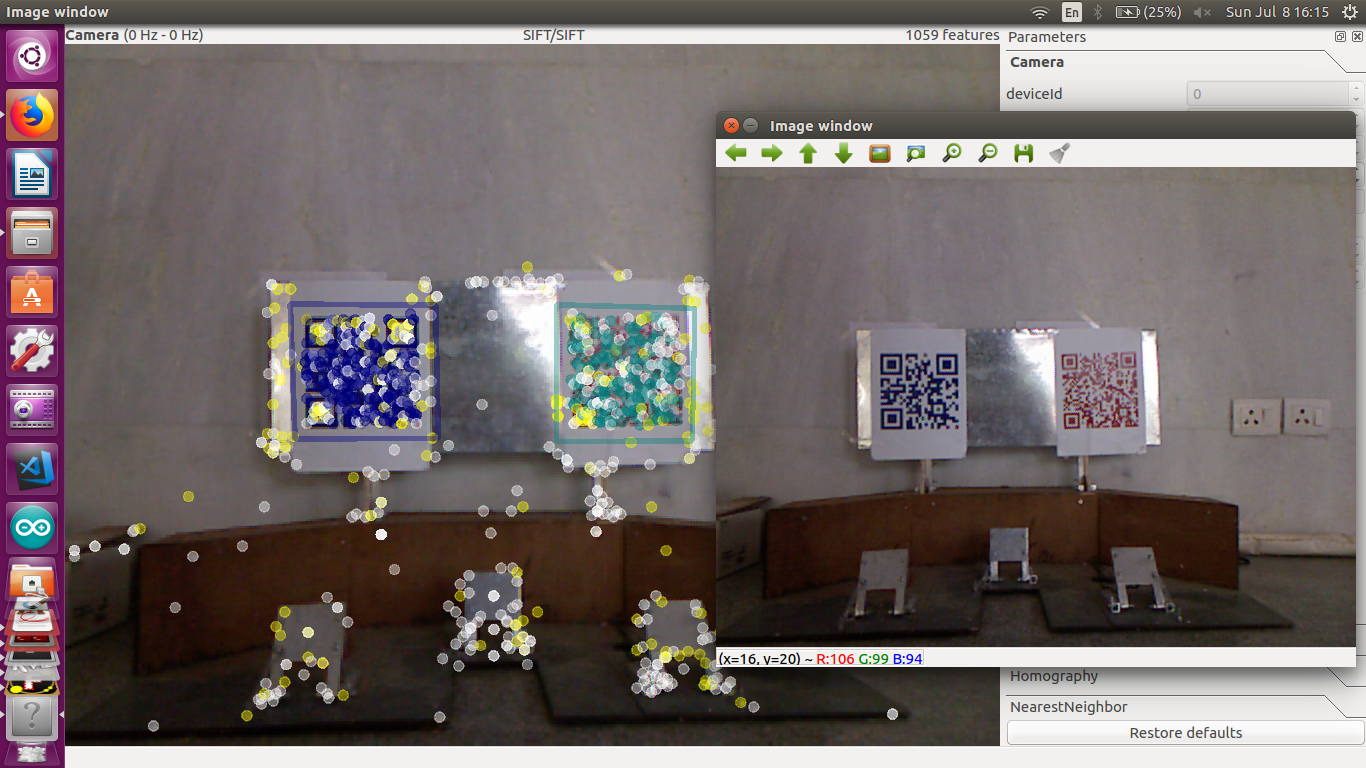 Image window
En
(25%)
Sun Jul 8 16:15
Camera (0 Hz - 0 Hz)
SIFT/SIFT
1059 features
Parameters
Camera
deviceId
0
Image window
(x=16, y=20) ~ R:106 G:99 B:94
Homography
NearestNeighbor
Restore defaults